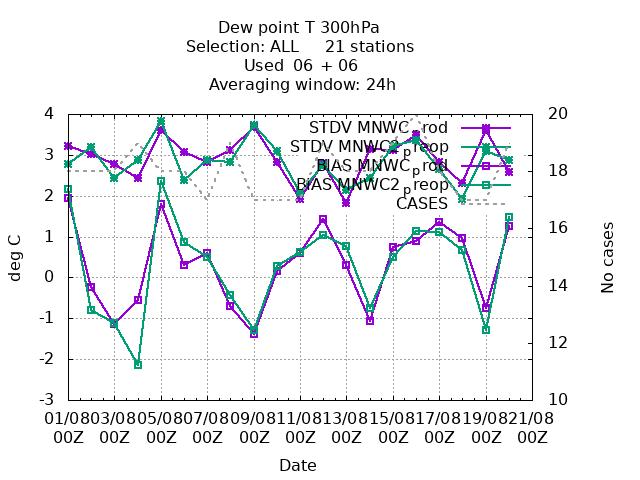 Dew point T 300hPa
Selection: ALL 21 stations
Used 06 + 06
Averaging window: 24h
STDV MNWC_prod
STDV MNWC2_preop
BIAS MNWC_prod
BIAS MNWC2_preop
CASES
deg C
No cases
4
3
2
1
0
-1
-2
-3
20
18
16
14
12
10
01/08 03/08 05/08 07/08 09/08 11/08 13/08 15/08 17/08 19/08 21/08
00Z 00Z 00Z 00Z 00Z 00Z 00Z 00Z 00Z 00Z 00Z
Date